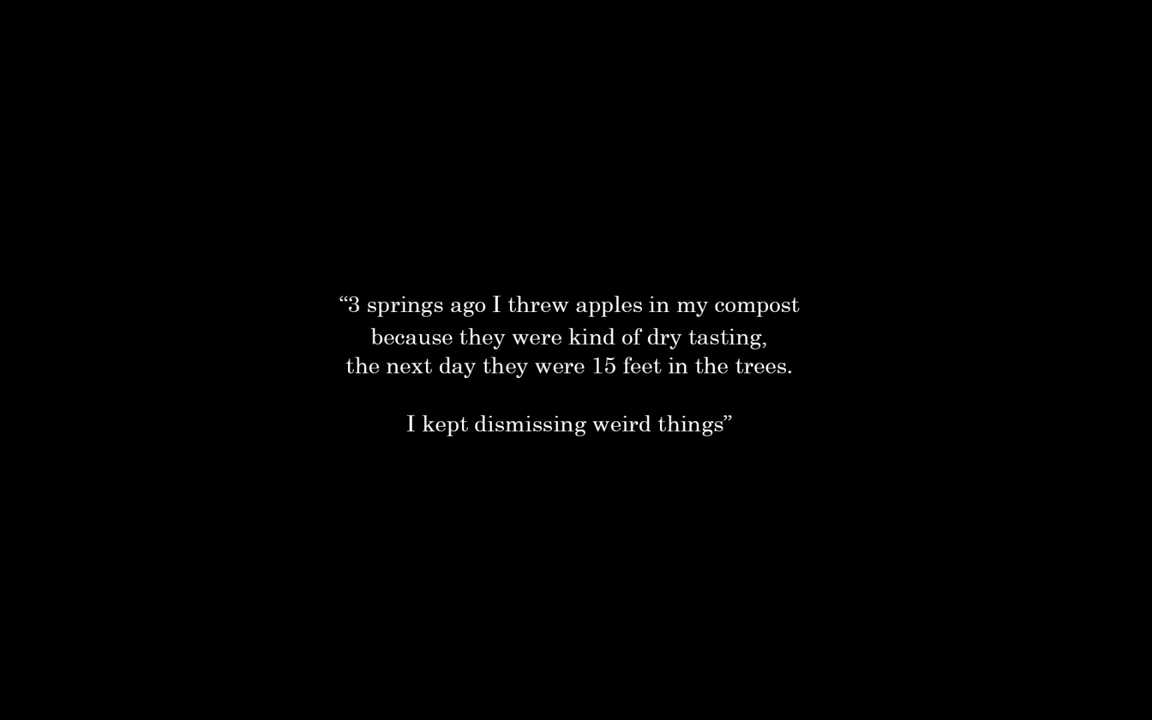 “3 springs ago I threw apples in my compost
because they were kind of dry tasting,
the next day they were 15 feet in the trees.
I kept dismissing weird things”